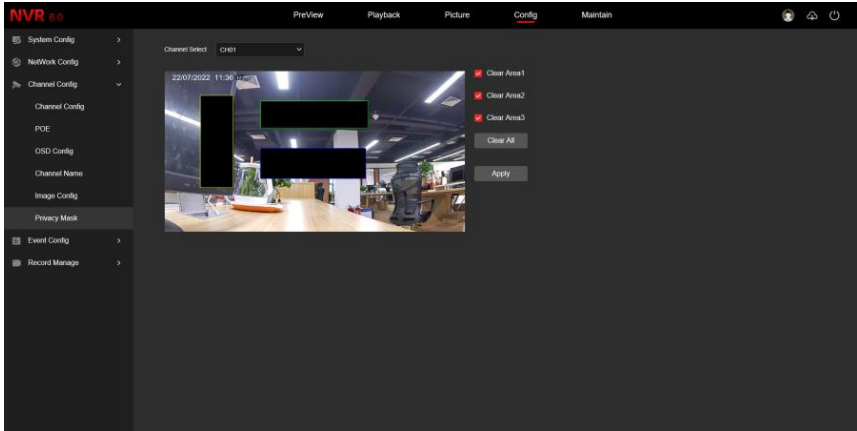 NVR 6.0
PreView Playback Picture Config Maintain
System Config
NetWork Config
Channel Config
Channel Config
POE
OSD Config
Channel Name
Image Config
Privacy Mask
Event Config
Record Manage
Channel Select CH01
22/07/2022 11:36:07
Clear Area1
Clear Area2
Clear Area3
Clear All
Apply